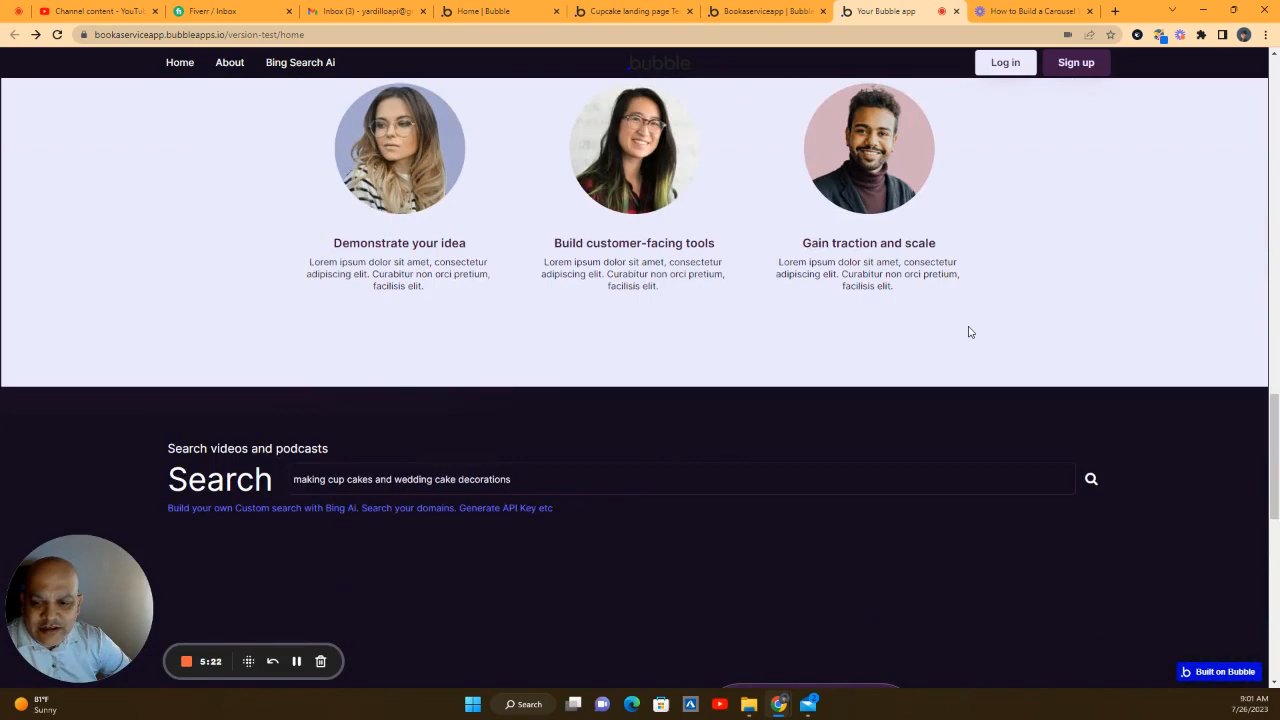 Channel content - YouTu
Fiverr / Inbox
Inbox (3) - yardilloapi@g
Home | Bubble
Cupcake landing page Te
Bookaserviceapp | Bubble
Your Bubble app
How to Build a Carousel
bookaserviceapp.bubbleapps.io/version-test/home
Home About Bing Search Ai bubble Log in Sign up
Demonstrate your idea
Lorem ipsum dolor sit amet, consectetur
adipiscing elit. Curabitur non orci pretium,
facilisis elit.
Build customer-facing tools
Lorem ipsum dolor sit amet, consectetur
adipiscing elit. Curabitur non orci pretium,
facilisis elit.
Gain traction and scale
Lorem ipsum dolor sit amet, consectetur
adipiscing elit. Curabitur non orci pretium,
facilisis elit.
Search videos and podcasts
Search making cup cakes and wedding cake decorations
Build your own Custom search with Bing Ai. Search your domains. Generate API Key etc
5:22
Built on Bubble
81°F
Sunny
Search
2
9:01 AM
7/26/2023